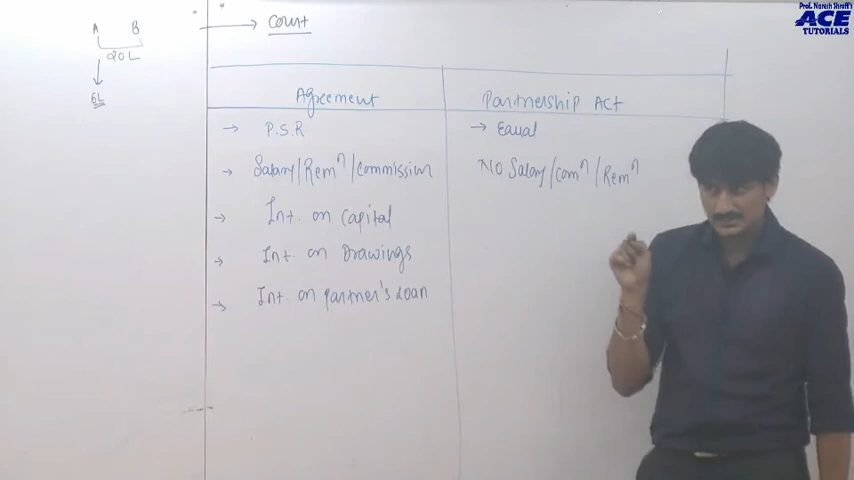 Prof. Naresh Shroff's
ACE
TUTORIALS
A B
20L
6L
Court
Agreement
Partnership Act
P.S.R
Equal
Salary/Remⁿ/Commission
No Salary/Comⁿ/Remⁿ
Int. on Capital
Int. on Drawings
Int. on Partner's Loan